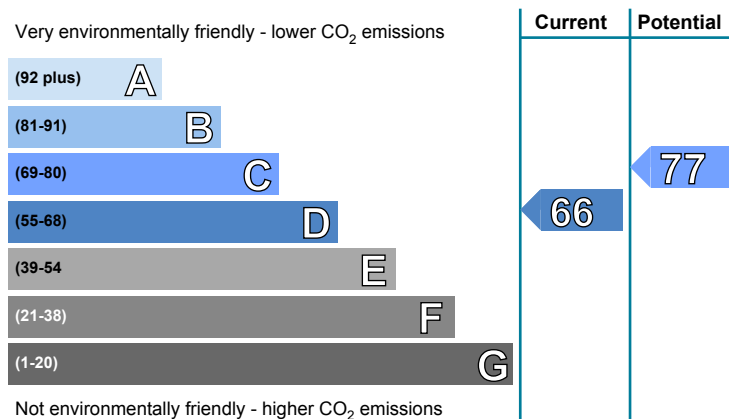 Very environmentally friendly - lower CO2 emissions
Current
Potential
(92 plus) A
(81-91) B
(69-80) C
77
(55-68) D
66
(39-54 E
(21-38) F
(1-20) G
Not environmentally friendly - higher CO2 emissions